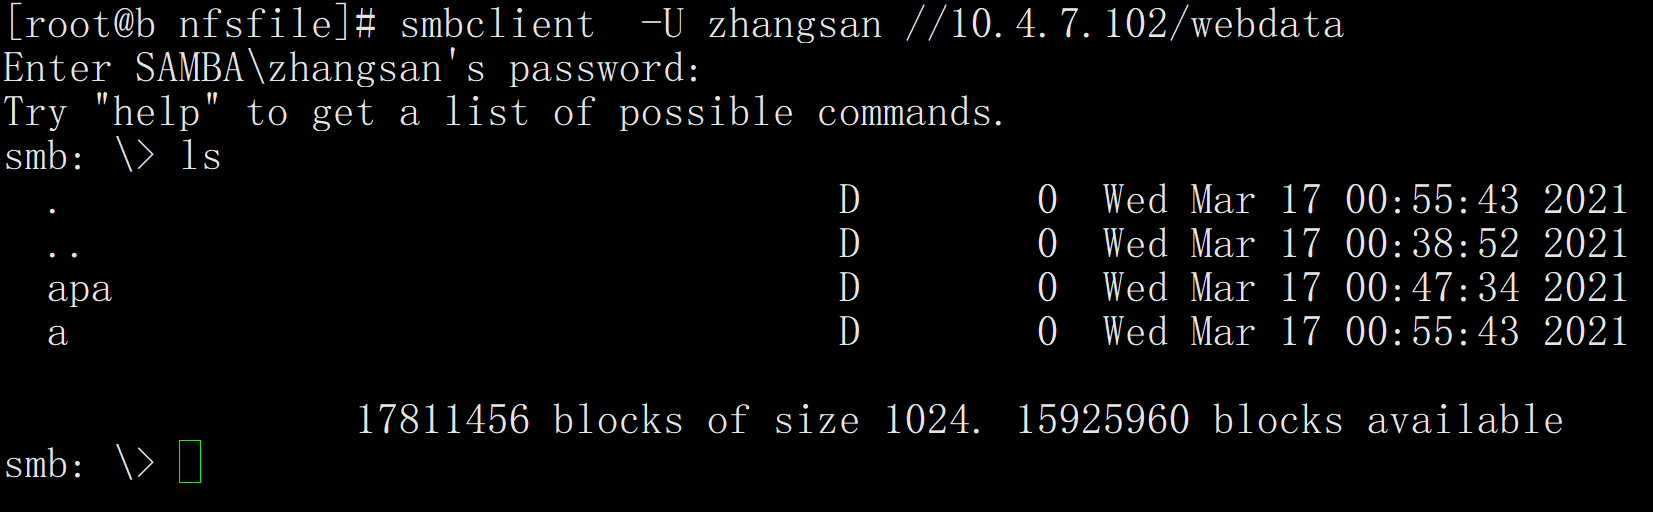 [root@b nfsfile]# smbclient  -U zhangsan //10.4.7.102/webdata
Enter SAMBA\zhangsan's password:
Try "help" to get a list of possible commands.
smb: \> ls
  .                                   D        0  Wed Mar 17 00:55:43 2021
  ..                                  D        0  Wed Mar 17 00:38:52 2021
  apa                                 D        0  Wed Mar 17 00:47:34 2021
  a                                   D        0  Wed Mar 17 00:55:43 2021
                17811456 blocks of size 1024. 15925960 blocks available
smb: \>